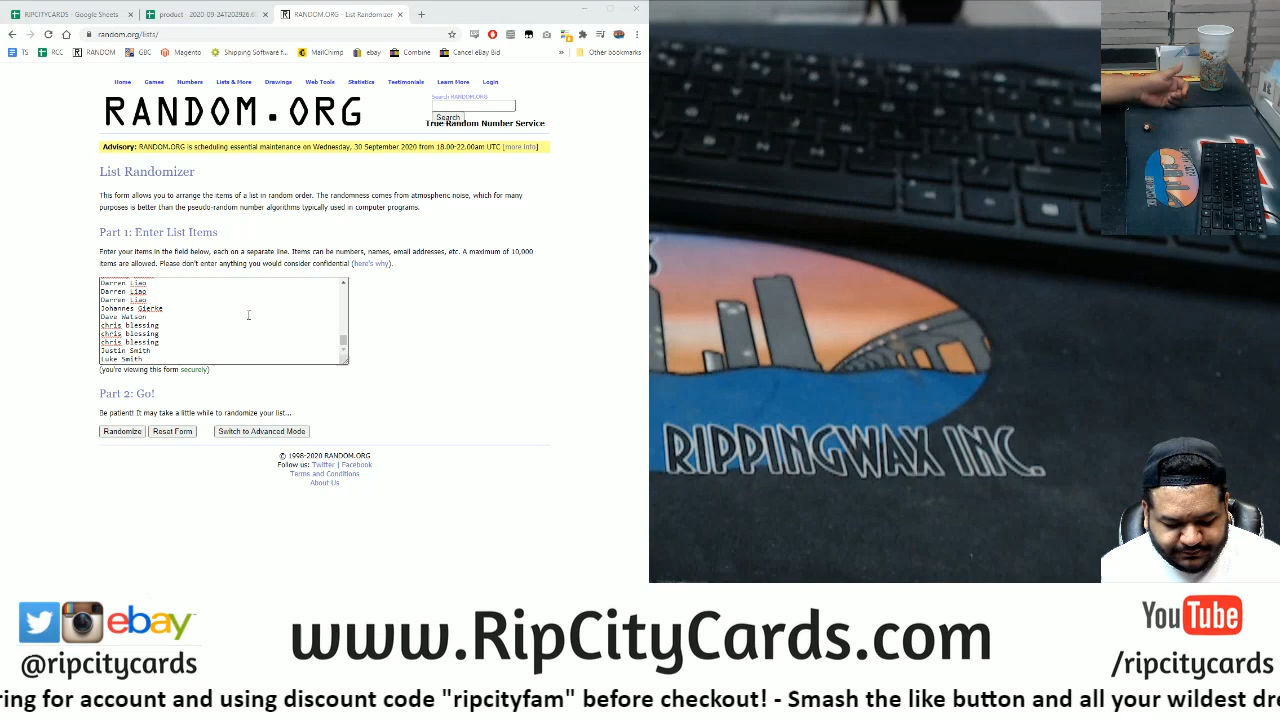 RIPCITYCARDS - Google Sheets
product - 2020-09-24T202926.6
RANDOM.ORG - List Randomizer
random.org/lists/
TS RCC RANDOM GBC Magento Shipping Software f... MailChimp ebay Combine Cancel eBay Bid » Other bookmarks
Home Games Numbers Lists & More Drawings Web Tools Statistics Testimonials Learn More Login
RANDOM.ORG
Search RANDOM.ORG
Search
True Random Number Service
Advisory: RANDOM.ORG is scheduling essential maintenance on Wednesday, 30 September 2020 from 18.00-22.00am UTC [more info]
List Randomizer
This form allows you to arrange the items of a list in random order. The randomness comes from atmospheric noise, which for many
purposes is better than the pseudo-random number algorithms typically used in computer programs.
Part 1: Enter List Items
Enter your items in the field below, each on a separate line. Items can be numbers, names, email addresses, etc. A maximum of 10,000
items are allowed. Please don't enter anything you would consider confidential (here's why).
Darren Liao
Darren Liao
Darren Liao
Johannes Gierke
Dave Watson
chris blessing
chris blessing
chris blessing
Justin Smith
Luke Smith
(you're viewing this form securely)
Part 2: Go!
Be patient! It may take a little while to randomize your list...
Randomize Reset Form Switch to Advanced Mode
© 1998-2020 RANDOM.ORG
Follow us: Twitter | Facebook
Terms and Conditions
About Us
RIPPINGWAX INC.
ebay
@ripcitycards
www.RipCityCards.com
YouTube
/ripcitycards
ring for account and using discount code "ripcityfam" before checkout! - Smash the like button and all your wildest dre